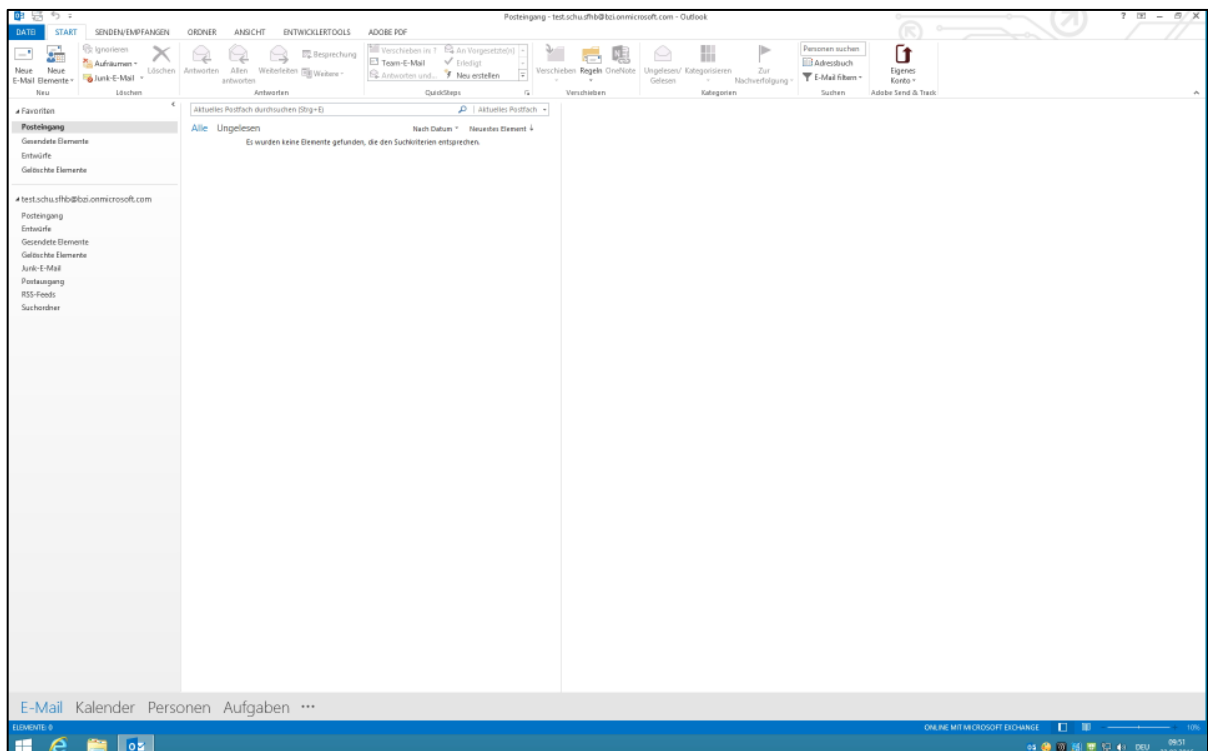 Posteingang - test.schu.sfhb@bzi.onmicrosoft.com - Outlook
DATEI START SENDEN/EMPFANGEN ORDNER ANSICHT ENTWICKLERTOOLS ADOBE PDF
Neue E-Mail
Neue Elemente
Neu
Ignorieren
Aufräumen
Junk-E-Mail
Löschen
Löschen
Antworten
Allen antworten
Weiterleiten
Besprechung
Weitere
Antworten
Verschieben in: ?
Team-E-Mail
Antworten und...
An Vorgesetzte(n)
Erledigt
Neu erstellen
QuickSteps
Verschieben
Regeln
OneNote
Verschieben
Ungelesen/ Gelesen
Kategorisieren
Zur Nachverfolgung
Kategorien
Personen suchen
Adressbuch
E-Mail filtern
Suchen
Eigenes Konto
Adobe Send & Track
Favoriten
Posteingang
Gesendete Elemente
Entwürfe
Gelöschte Elemente
test.schu.sfhb@bzi.onmicrosoft.com
Posteingang
Entwürfe
Gesendete Elemente
Gelöschte Elemente
Junk-E-Mail
Postausgang
RSS-Feeds
Suchordner
Aktuelles Postfach durchsuchen (Strg+E)
Aktuelles Postfach
Alle Ungelesen
Nach Datum Neuestes Element
Es wurden keine Elemente gefunden, die den Suchkriterien entsprechen.
E-Mail Kalender Personen Aufgaben ...
ELEMENTE: 0
ONLINE MIT MICROSOFT EXCHANGE
10%
DEU
09:51